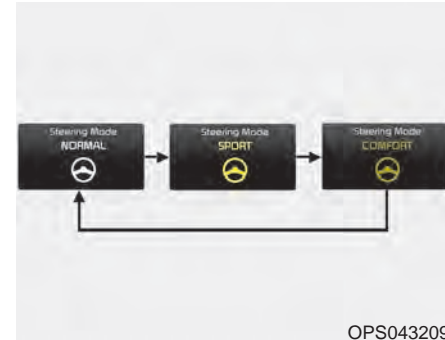 Steering Mode
NORMAL
Steering Mode
SPORT
Steering Mode
COMFORT
OPS043209